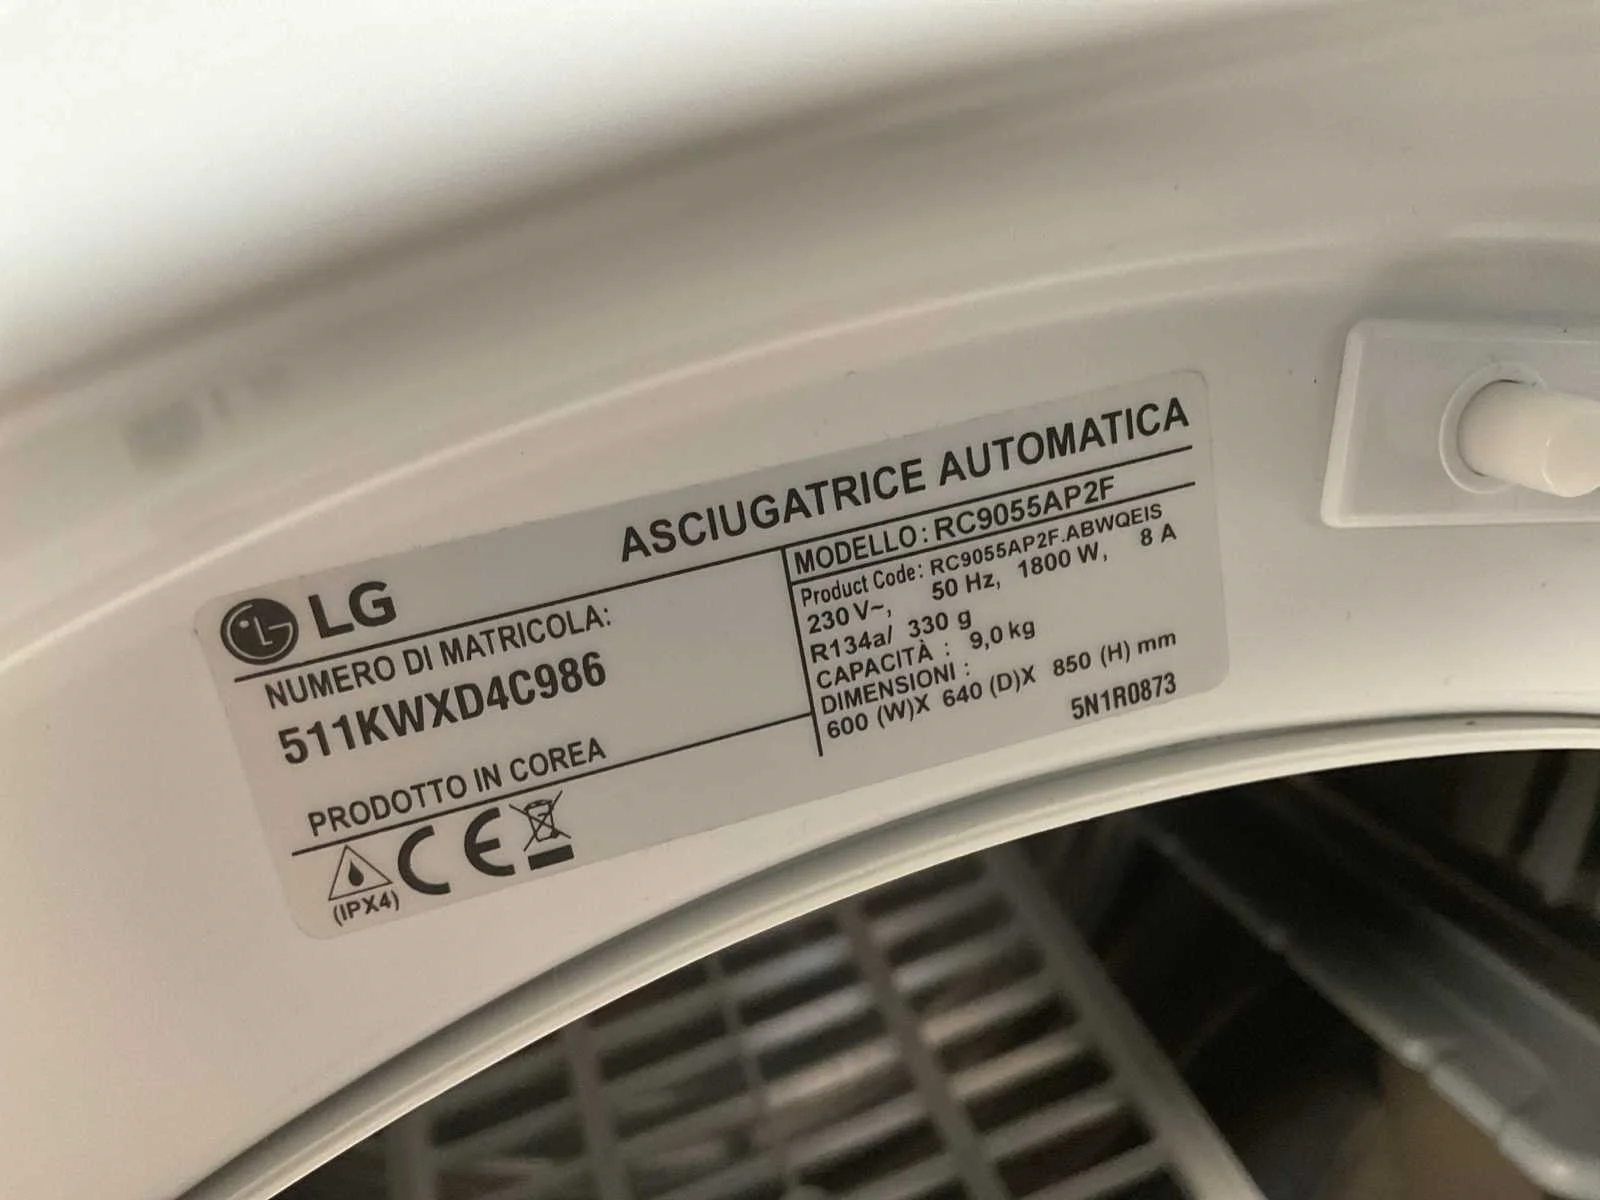 LG
ASCIUGATRICE AUTOMATICA
NUMERO DI MATRICOLA:
511KWXD4C986
PRODOTTO IN COREA
(IPX4)
CE
MODELLO: RC9055AP2F
Product Code: RC9055AP2F.ABWQEIS
230 V~, 50 Hz, 1800 W, 8 A
R134a/ 330 g
CAPACITÀ : 9,0 kg
DIMENSIONI :
600 (W)X 640 (D)X 850 (H) mm
5N1R0873